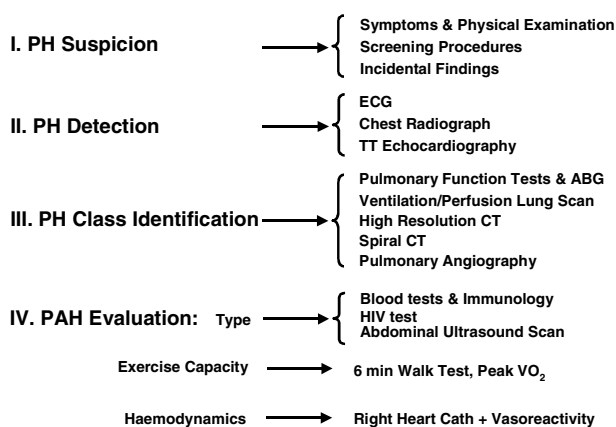 Symptoms & Physical Examination
I. PH Suspicion
Screening Procedures
Incidental Findings
ECG
II. PH Detection
Chest Radiograph
TT Echocardiography
Pulmonary Function Tests & ABG
Ventilation/Perfusion Lung Scan
III. PH Class Identification
High Resolution CT
Spiral CT
Pulmonary Angiography
Blood tests & Immunology
IV. PAH Evaluation: Type
HIV test
Abdominal Ultrasound Scan
Exercise Capacity
6 min Walk Test, Peak VO2
Haemodynamics
Right Heart Cath + Vasoreactivity